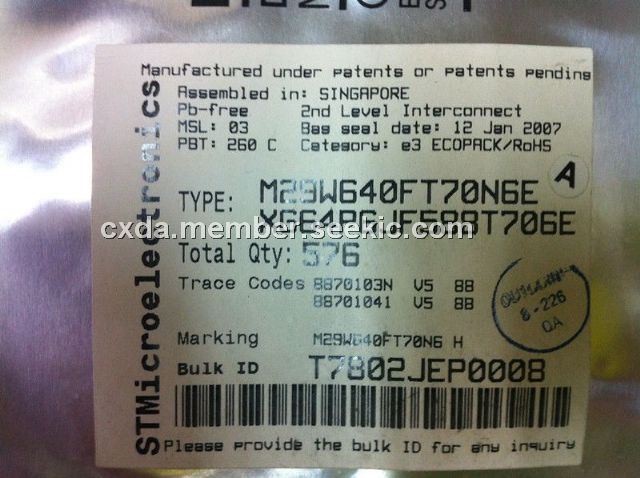 Manufactured under patents or patents pending
Assembled in: SINGAPORE
Pb-free 2nd Level Interconnect
MSL: 03 Bag seal date: 12 Jan 2007
PBT: 260 C Category: e3 ECOPACK/RoHS
A
TYPE: M29W640FT70N6E
cxda.member.seekic.com
Total Qty: 576
Trace Codes 8870103N V5 88
88701041 V5 88
8-226
QA
Marking M29W640FT70N6 H
Bulk ID T7802JEP0008
Please provide the bulk ID for any inquiry
STMicroelectronics